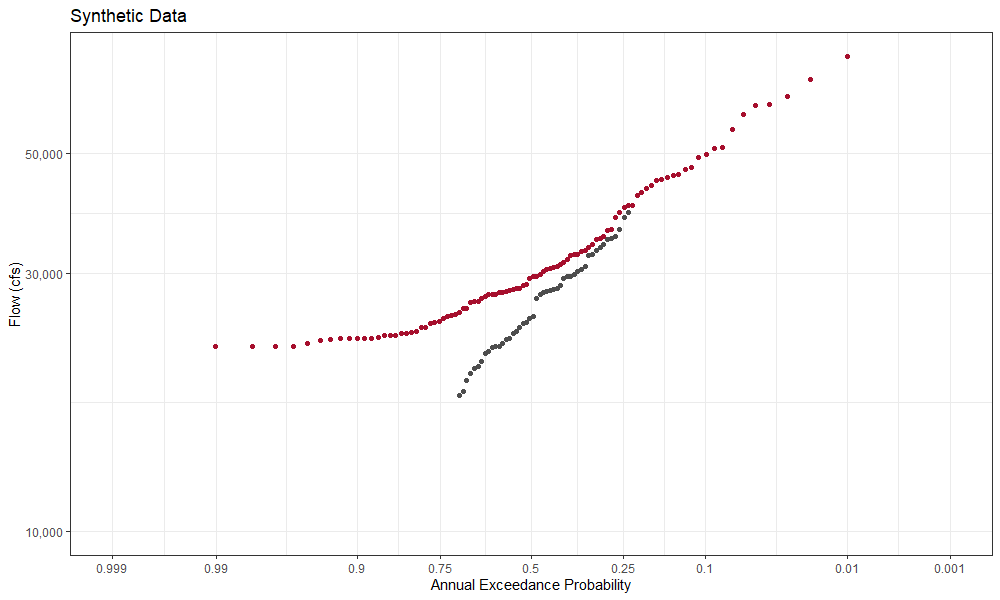 Synthetic Data
Flow (cfs)
50,000
30,000
10,000
0.999 0.99 0.9 0.75 0.5 0.25 0.1 0.01 0.001
Annual Exceedance Probability